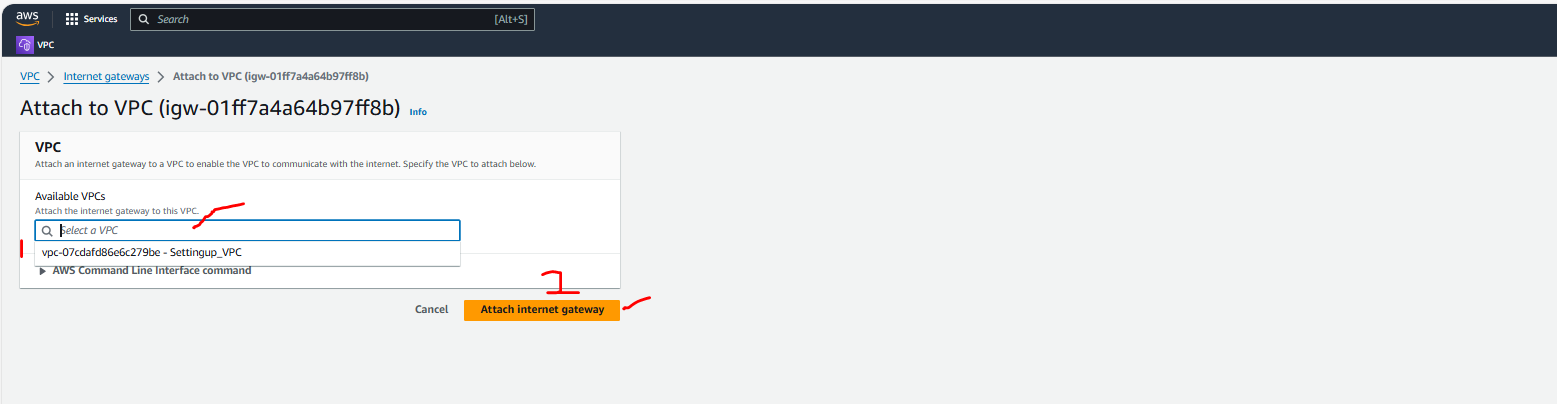 aws Services Search [Alt+S]
VPC
VPC > Internet gateways > Attach to VPC (igw-01ff7a4a64b97ff8b)
Attach to VPC (igw-01ff7a4a64b97ff8b) Info
VPC
Attach an internet gateway to a VPC to enable the VPC to communicate with the internet. Specify the VPC to attach below.
Available VPCs
Attach the internet gateway to this VPC.
Select a VPC
vpc-07cdafd86e6c279be - Settingup_VPC
AWS Command Line Interface command
Cancel Attach internet gateway